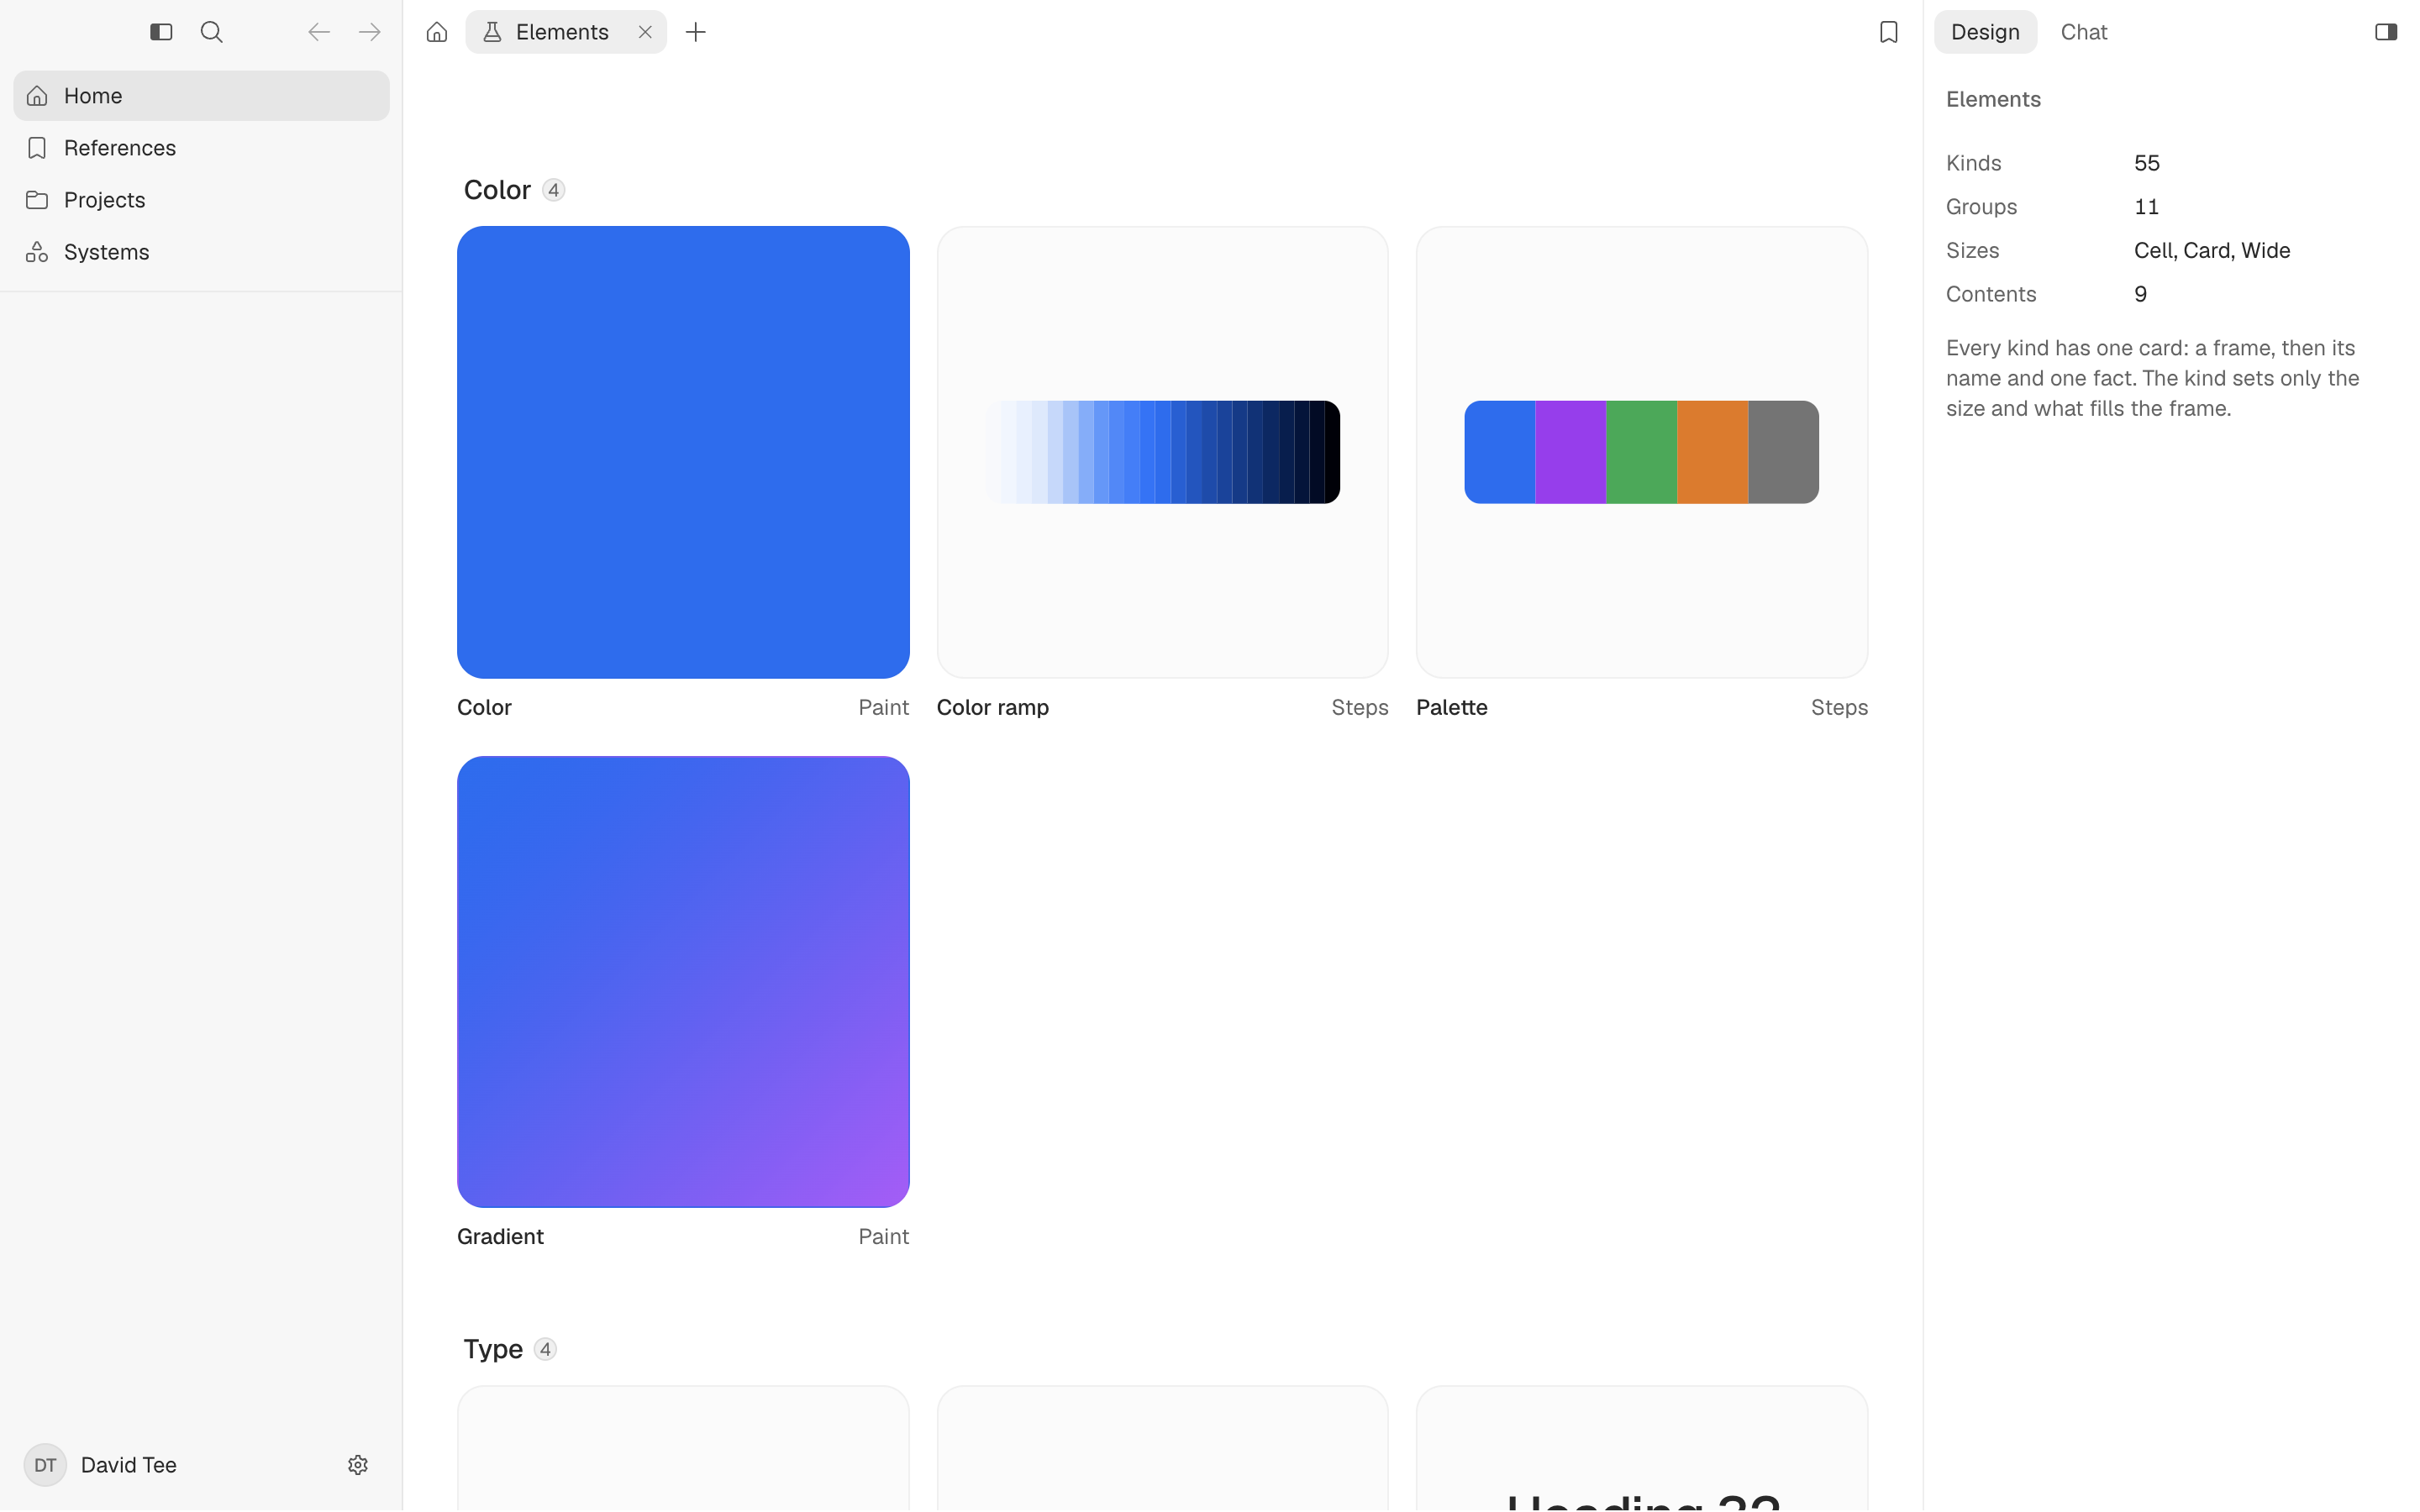 Elements
Design
Chat
Home
References
Projects
Systems
Color 4
Color
Paint
Color ramp
Steps
Palette
Steps
Gradient
Paint
Type 4
Heading 32
Elements
Kinds 55
Groups 11
Sizes Cell, Card, Wide
Contents 9
Every kind has one card: a frame, then its
name and one fact. The kind sets only the
size and what fills the frame.
DT
David Tee